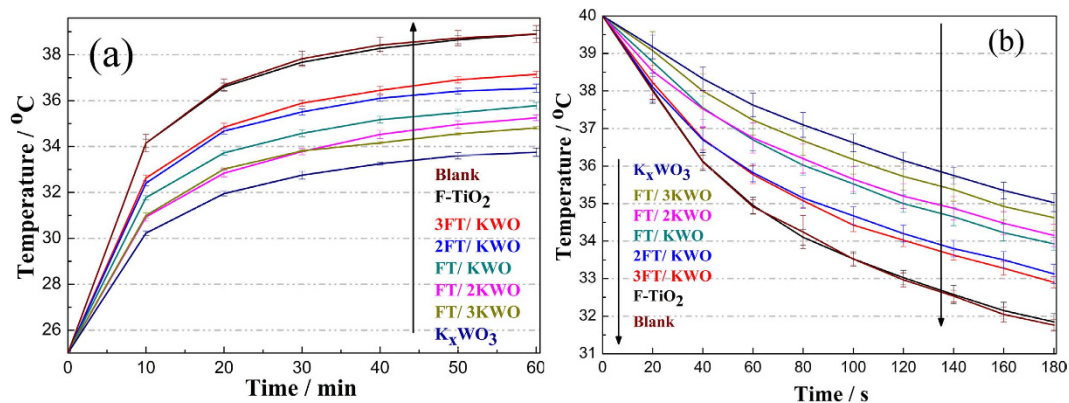 (a)
Temperature / ⁰C
38
36
34
32
30
28
26
0 10 20 30 40 50 60
Time / min
Blank
F-TiO₂
3FT/ KWO
2FT/ KWO
FT/ KWO
FT/ 2KWO
FT/ 3KWO
KₓWO₃
(b)
Temperature / ⁰C
40
39
38
37
36
35
34
33
32
31
0 20 40 60 80 100 120 140 160 180
Time / s
KₓWO₃
FT/ 3KWO
FT/ 2KWO
FT/ KWO
2FT/ KWO
3FT/ KWO
F-TiO₂
Blank